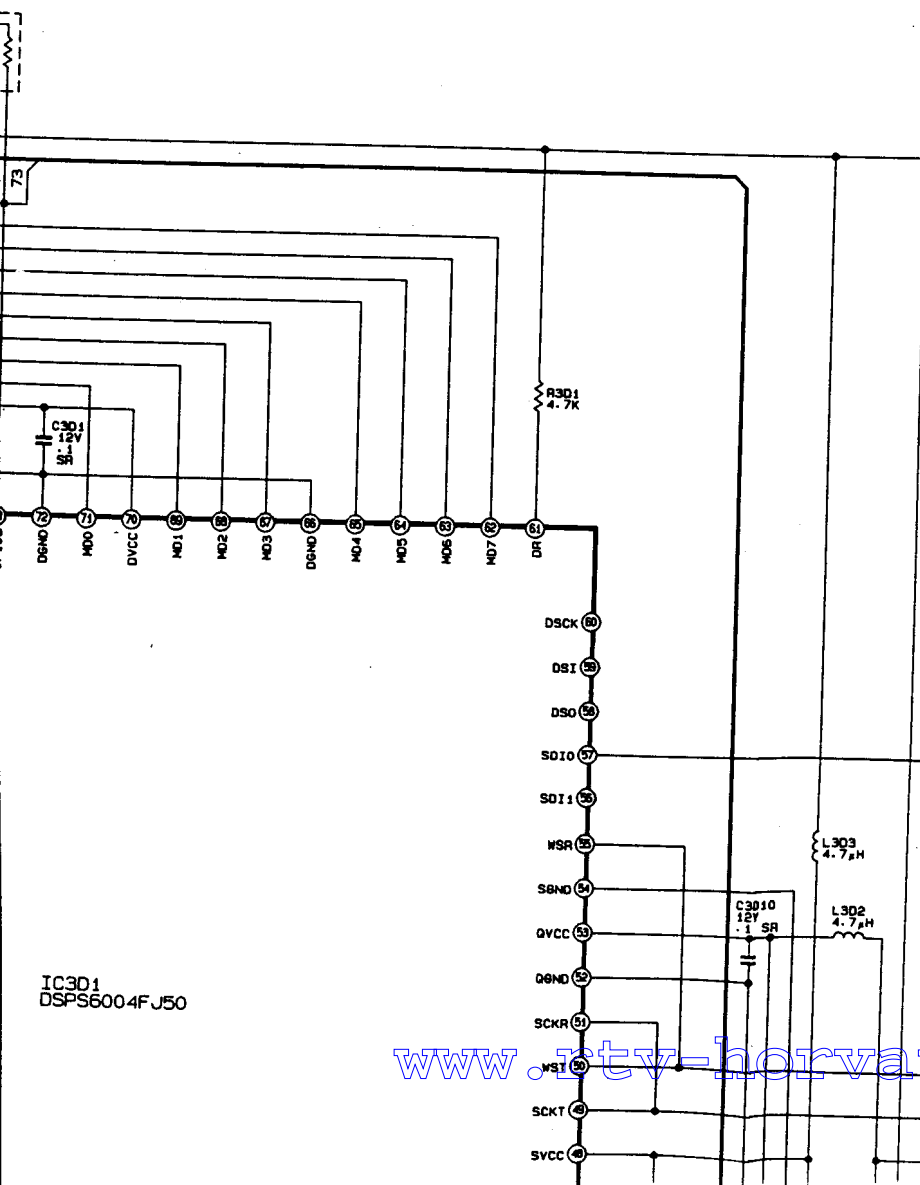 73
R3D1
4.7K
C3D1
12V
.1
72
71
70
69
68
67
66
65
64
63
62
61
DGND
MD0
DVCC
MD1
MD2
MD3
DGND
MD4
MD5
MD6
MD7
DR
DSCK 60
DSI 59
DSO 58
SDI0 57
SDI1 56
WSR 55
L3D3
4.7µH
SGND 54
C3D10
12V
.1 SR
L3D2
4.7µH
QVCC 53
QGND 52
IC3D1
DSPS6004FJ50
SCKR 51
www.rtv-horva
WST 50
SCKT 49
SVCC 48